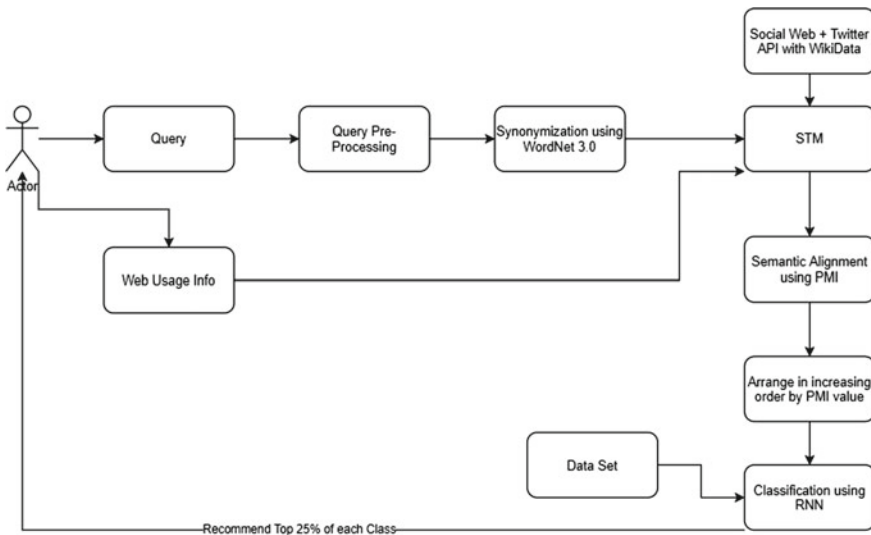 Social Web + Twitter
API with WikiData
Query
Query Pre-
Processing
Synonymization using
WordNet 3.0
STM
Actor
Web Usage Info
Semantic Alignment
using PMI
Arrange in increasing
order by PMI value
Data Set
Classification using
RNN
Recommend Top 25% of each Class